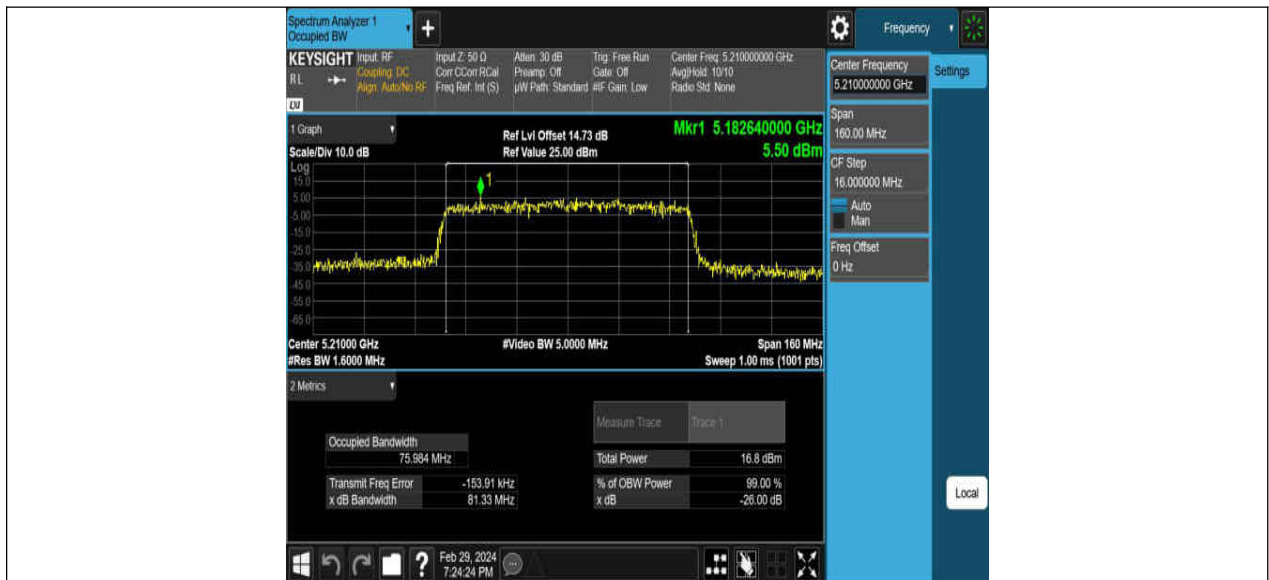 Spectrum Analyzer 1
Occupied BW
+
Frequency
KEYSIGHT
RL
LXI
Input: RF
Coupling: DC
Align: Auto/No RF
Input Z: 50 Ω
Corr CCorr RCal
Freq Ref: Int (S)
Atten: 30 dB
Preamp: Off
µW Path: Standard
Trig: Free Run
Gate: Off
#IF Gain: Low
Center Freq: 5.210000000 GHz
Avg|Hold: 10/10
Radio Std: None
Center Frequency
5.210000000 GHz
Settings
Span
160.00 MHz
CF Step
16.000000 MHz
Auto
Man
Freq Offset
0 Hz
1 Graph
Scale/Div 10.0 dB
Ref Lvl Offset 14.73 dB
Ref Value 25.00 dBm
Mkr1 5.182640000 GHz
5.50 dBm
Log
15.0
5.00
-5.00
-15.0
-25.0
-35.0
-45.0
-55.0
-65.0
1
Center 5.21000 GHz
#Video BW 5.0000 MHz
Span 160 MHz
#Res BW 1.6000 MHz
Sweep 1.00 ms (1001 pts)
2 Metrics
Measure Trace
Trace 1
Occupied Bandwidth
75.984 MHz
Total Power
16.8 dBm
Transmit Freq Error
-153.91 kHz
% of OBW Power
99.00 %
x dB Bandwidth
81.33 MHz
x dB
-26.00 dB
Local
?
Feb 29, 2024
7:24:24 PM